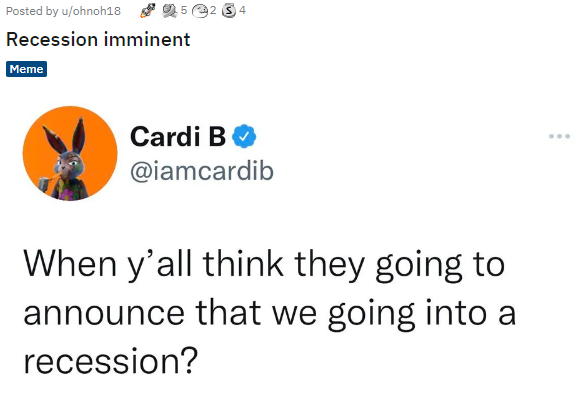 Posted by u/ohnoh18 5 2 S 4
Recession imminent
Meme
Cardi B
@iamcardib
When y’all think they going to
announce that we going into a
recession?